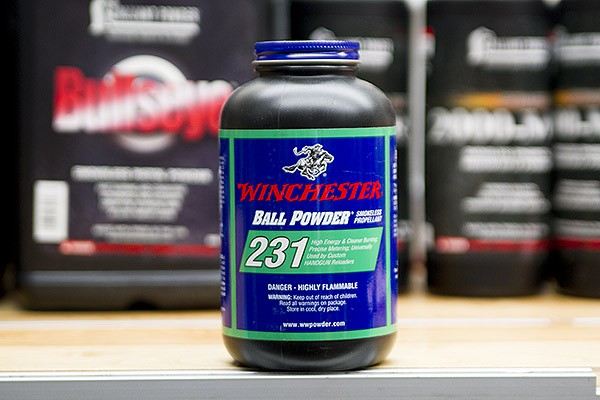 Bullseye
2000-M
WINCHESTER
BALL POWDER® SMOKELESS PROPELLANT
231
High Energy & Cleaner Burning,
Precise Metering, Universally
Used by Custom
HANDGUN Reloaders
DANGER - HIGHLY FLAMMABLE
WARNING: Keep out of reach of children.
Read all warnings on package.
Store in cool, dry place.
www.wwpowder.com